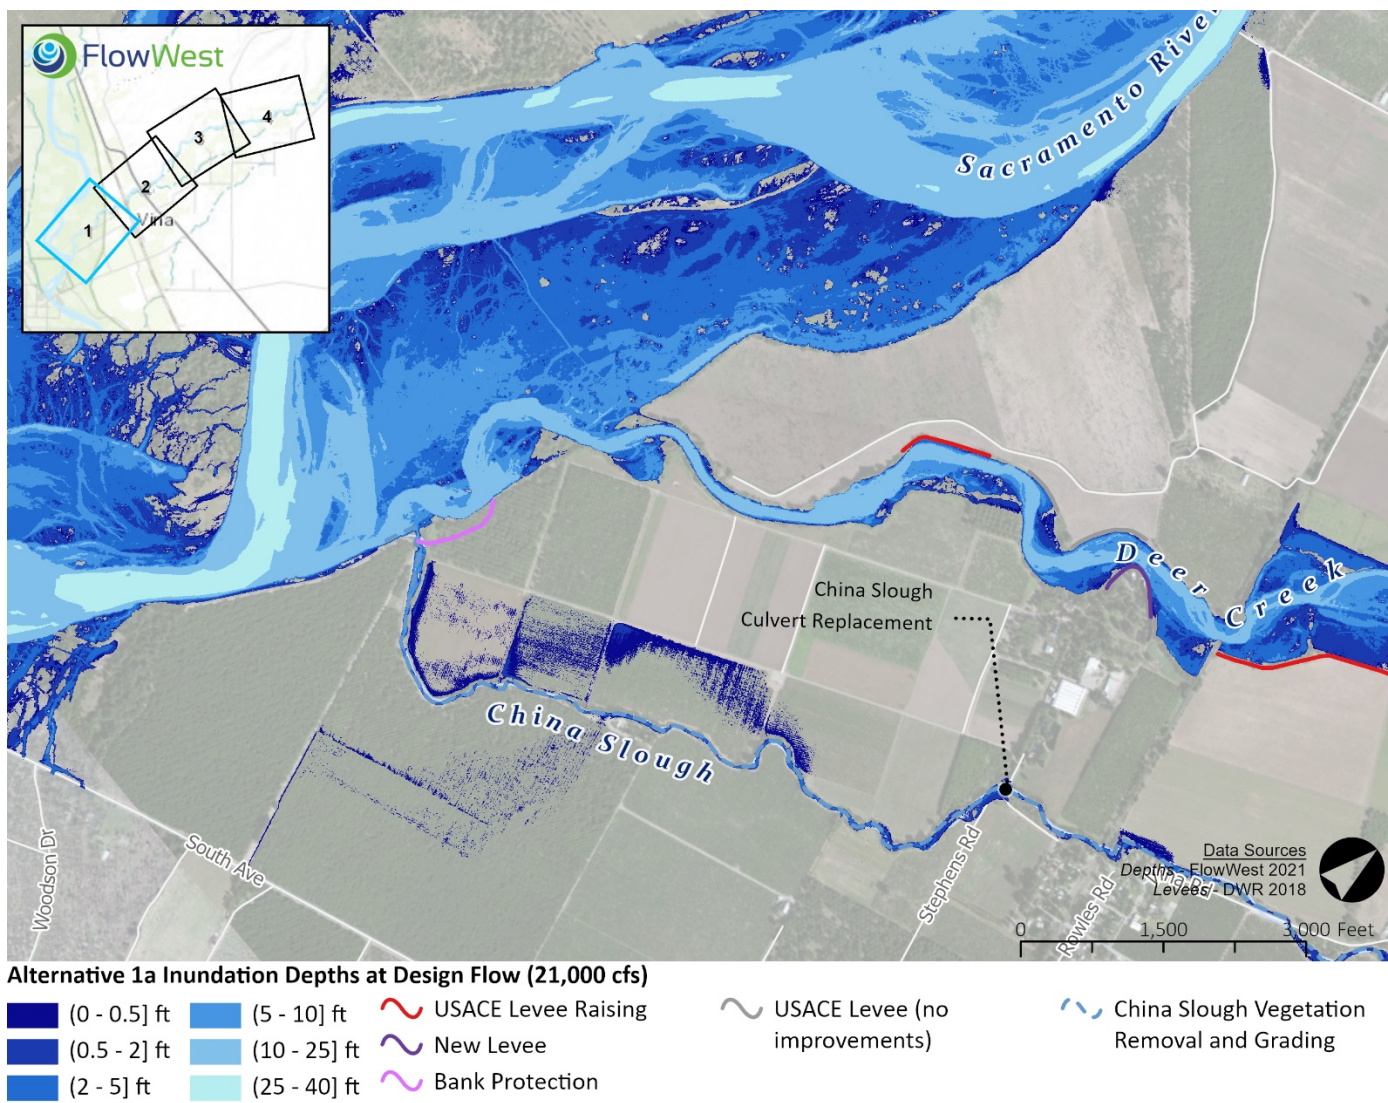 FlowWest
4
3
2
Vina
1
Sacramento River
Deer Creek
China Slough
Culvert Replacement
China Slough
Woodson Dr
South Ave
Stephens Rd
Rowles Rd
Vina Rd
Data Sources
Depths - FlowWest 2021
Levees - DWR 2018
0 1,500 3,000 Feet
Alternative 1a Inundation Depths at Design Flow (21,000 cfs)
(0 - 0.5] ft
(0.5 - 2] ft
(2 - 5] ft
(5 - 10] ft
(10 - 25] ft
(25 - 40] ft
USACE Levee Raising
New Levee
Bank Protection
USACE Levee (no
improvements)
China Slough Vegetation
Removal and Grading